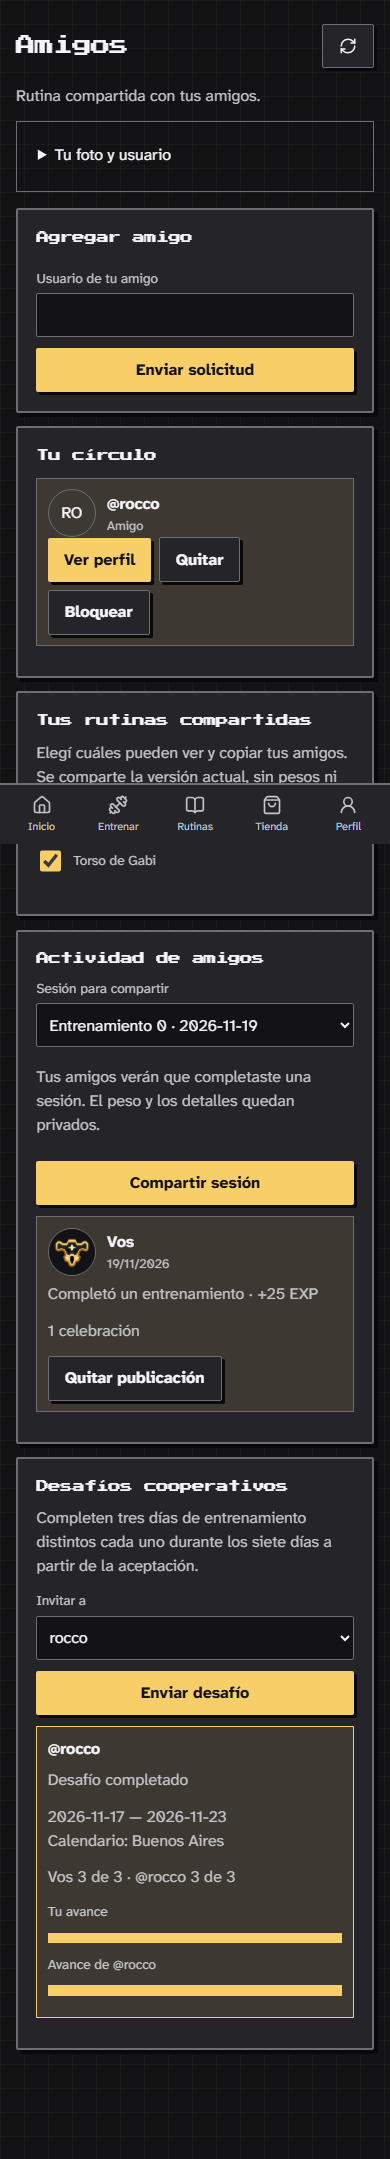 Amigos
Rutina compartida con tus amigos.
▶ Tu foto y usuario
Agregar amigo
Usuario de tu amigo
Enviar solicitud
Tu círculo
RO
@rocco
Amigo
Ver perfil
Quitar
Bloquear
Tus rutinas compartidas
Elegí cuáles pueden ver y copiar tus amigos.
Se comparte la versión actual, sin pesos ni
Inicio
Entrenar
Rutinas
Tienda
Perfil
Torso de Gabi
Actividad de amigos
Sesión para compartir
Entrenamiento 0 · 2026-11-19
Tus amigos verán que completaste una
sesión. El peso y los detalles quedan
privados.
Compartir sesión
Vos
19/11/2026
Completó un entrenamiento · +25 EXP
1 celebración
Quitar publicación
Desafíos cooperativos
Completen tres días de entrenamiento
distintos cada uno durante los siete días a
partir de la aceptación.
Invitar a
rocco
Enviar desafío
@rocco
Desafío completado
2026-11-17 — 2026-11-23
Calendario: Buenos Aires
Vos 3 de 3 · @rocco 3 de 3
Tu avance
Avance de @rocco